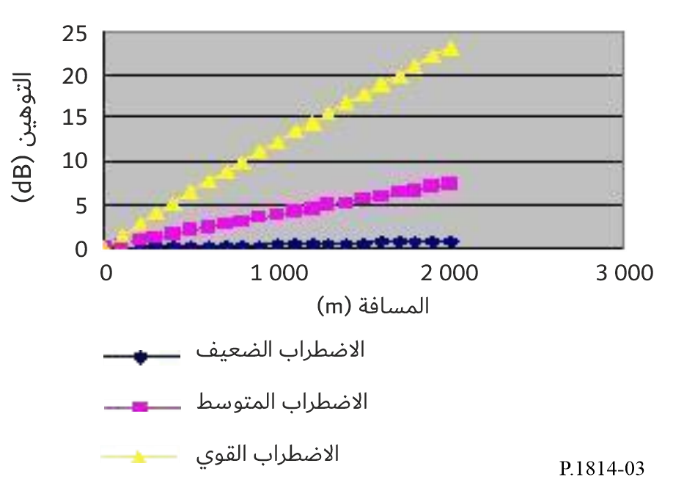 25
20
15
10
5
0
التوهين (dB)
0 1 000 2 000 3 000
المسافة (m)
الاضطراب الضعيف
الاضطراب المتوسط
الاضطراب القوي
P.1814-03